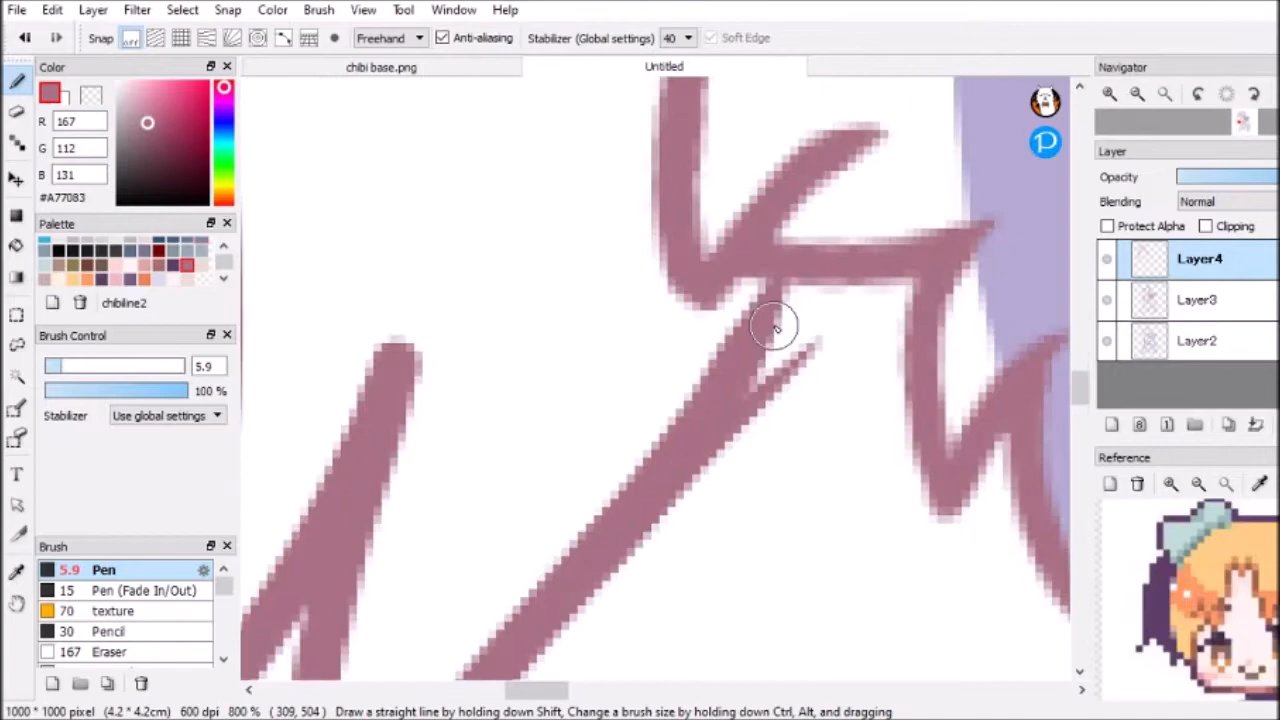 File Edit Layer Filter Select Snap Color Brush View Tool Window Help
Snap off Freehand Anti-aliasing Stabilizer (Global settings) 40 Soft Edge
Color
chibi base.png
Untitled
Navigator
R 167
G 112
B 131
#A77083
Layer
Opacity
Blending Normal
Protect Alpha Clipping
Layer4
Layer3
Layer2
Palette
chibiline2
Brush Control
5.9
100 %
Stabilizer Use global settings
Reference
Brush
5.9 Pen
15 Pen (Fade In/Out)
70 texture
30 Pencil
167 Eraser
1000 * 1000 pixel (4.2 * 4.2cm) 600 dpi 800 % ( 309, 504 ) Draw a straight line by holding down Shift, Change a brush size by holding down Ctrl, Alt, and dragging